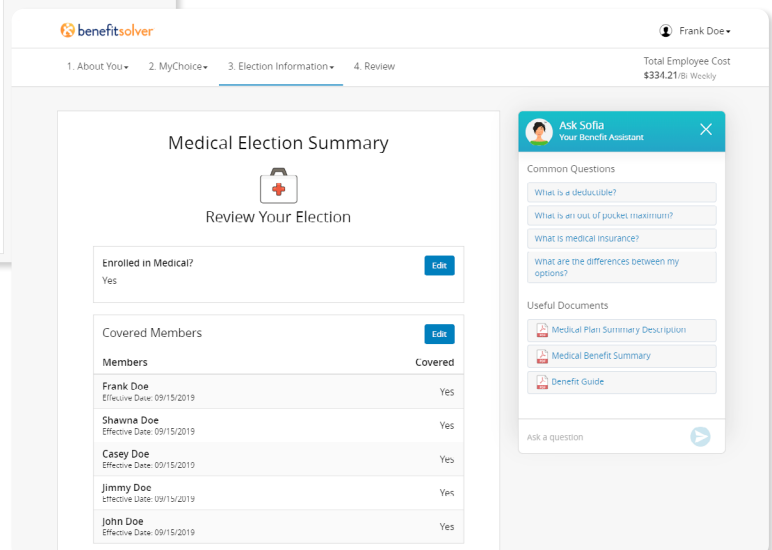 benefitsolver
Frank Doe
1. About You
2. MyChoice
3. Election Information
4. Review
Total Employee Cost
$334.21/Bi Weekly
Medical Election Summary
Review Your Election
Enrolled in Medical?
Edit
Yes
Covered Members
Edit
Members
Covered
Frank Doe
Effective Date: 09/15/2019
Yes
Shawna Doe
Effective Date: 09/15/2019
Yes
Casey Doe
Effective Date: 09/15/2019
Yes
Jimmy Doe
Effective Date: 09/15/2019
Yes
John Doe
Effective Date: 09/15/2019
Yes
Ask Sofia
Your Benefit Assistant
Common Questions
What is a deductible?
What is an out of pocket maximum?
What is medical insurance?
What are the differences between my
options?
Useful Documents
Medical Plan Summary Description
Medical Benefit Summary
Benefit Guide
Ask a question